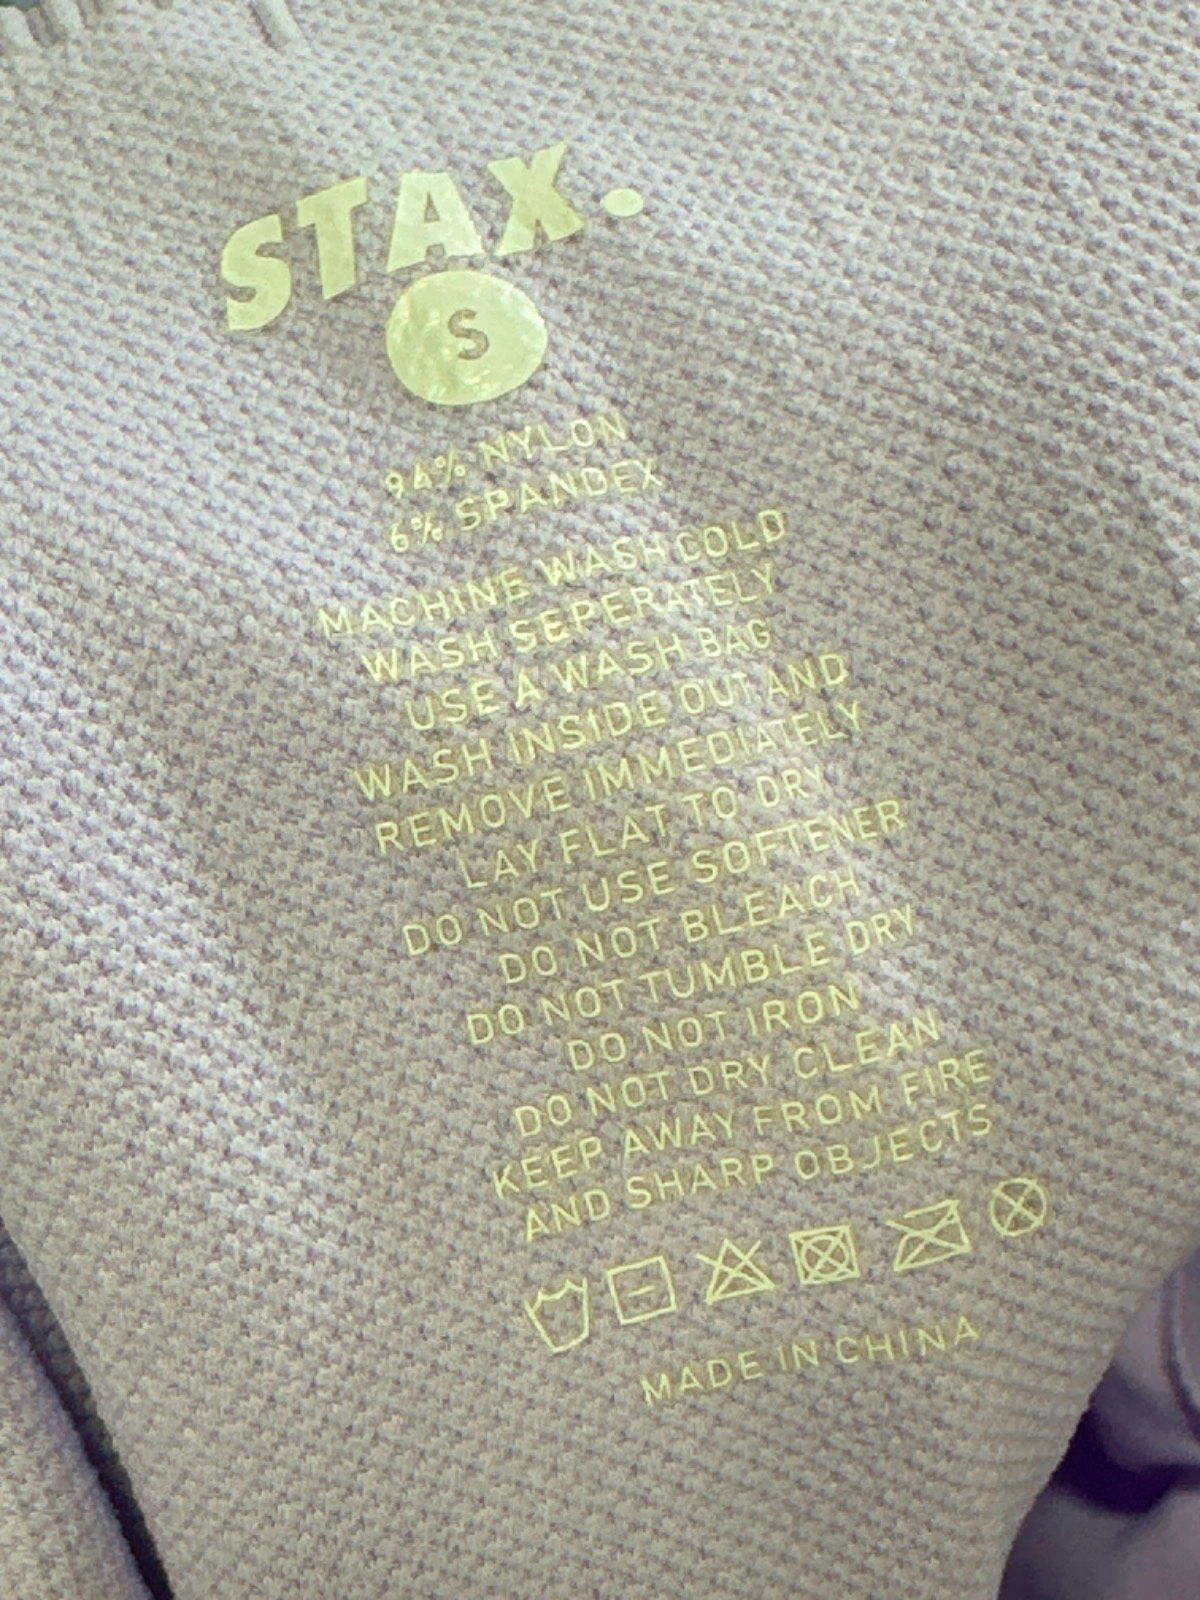 STAX.
S
94% NYLON
6% SPANDEX
MACHINE WASH COLD
WASH SEPERATELY
USE A WASH BAG
WASH INSIDE OUT AND
REMOVE IMMEDIATELY
LAY FLAT TO DRY
DO NOT USE SOFTENER
DO NOT BLEACH
DO NOT TUMBLE DRY
DO NOT IRON
DO NOT DRY CLEAN
KEEP AWAY FROM FIRE
AND SHARP OBJECTS
MADE IN CHINA